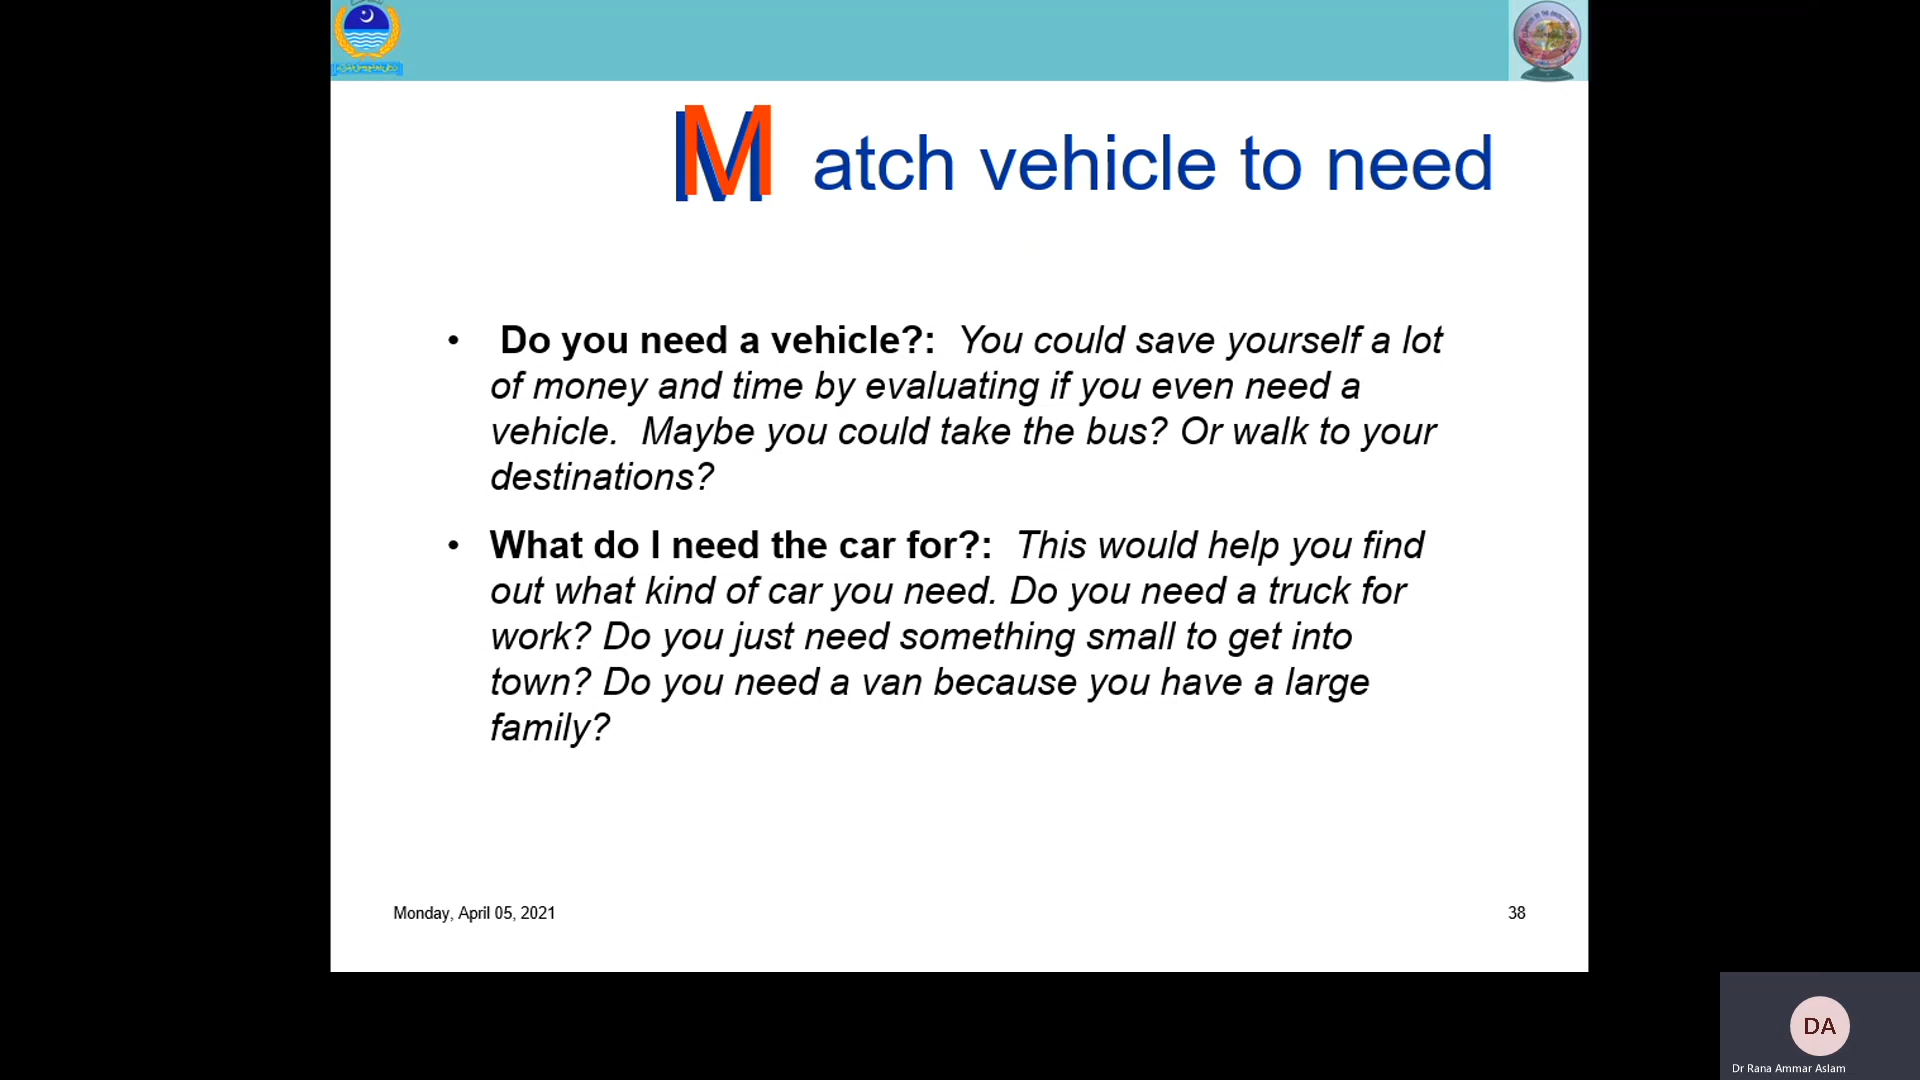 M atch vehicle to need
• Do you need a vehicle?: You could save yourself a lot
of money and time by evaluating if you even need a
vehicle. Maybe you could take the bus? Or walk to your
destinations?
• What do I need the car for?: This would help you find
out what kind of car you need. Do you need a truck for
work? Do you just need something small to get into
town? Do you need a van because you have a large
family?
Monday, April 05, 2021
38
DA
Dr Rana Ammar Aslam